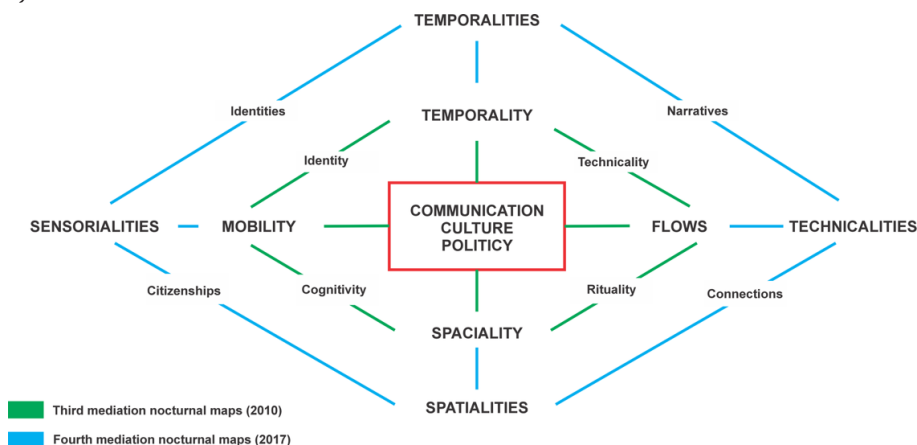 TEMPORALITIES
Identities
Narratives
TEMPORALITY
Identity
Technicality
SENSORIALITIES
MOBILITY
COMMUNICATION
CULTURE
POLITICY
FLOWS
TECHNICALITIES
Citizenships
Cognitivity
Rituality
Connections
SPACIALITY
SPATIALITIES
Third mediation nocturnal maps (2010)
Fourth mediation nocturnal maps (2017)